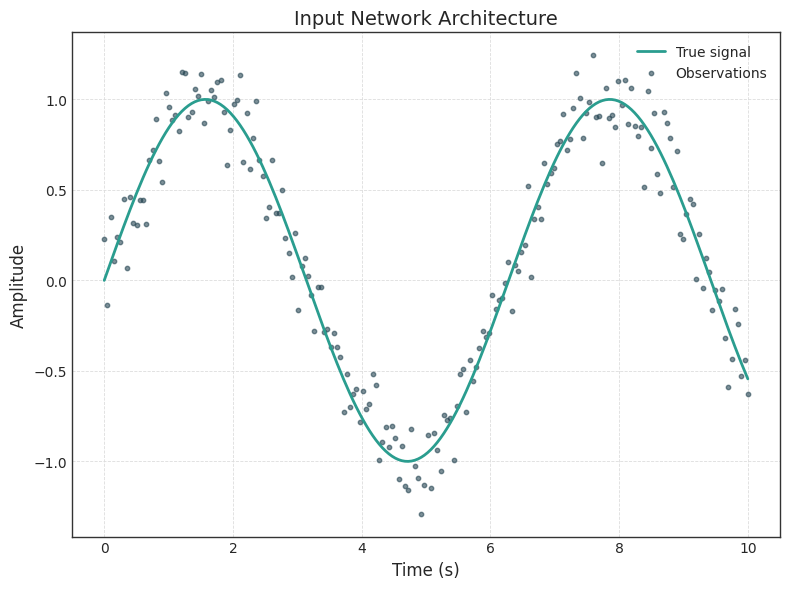 Input Network Architecture
True signal
Observations
1.0
0.5
0.0
−0.5
−1.0
Amplitude
0 2 4 6 8 10
Time (s)